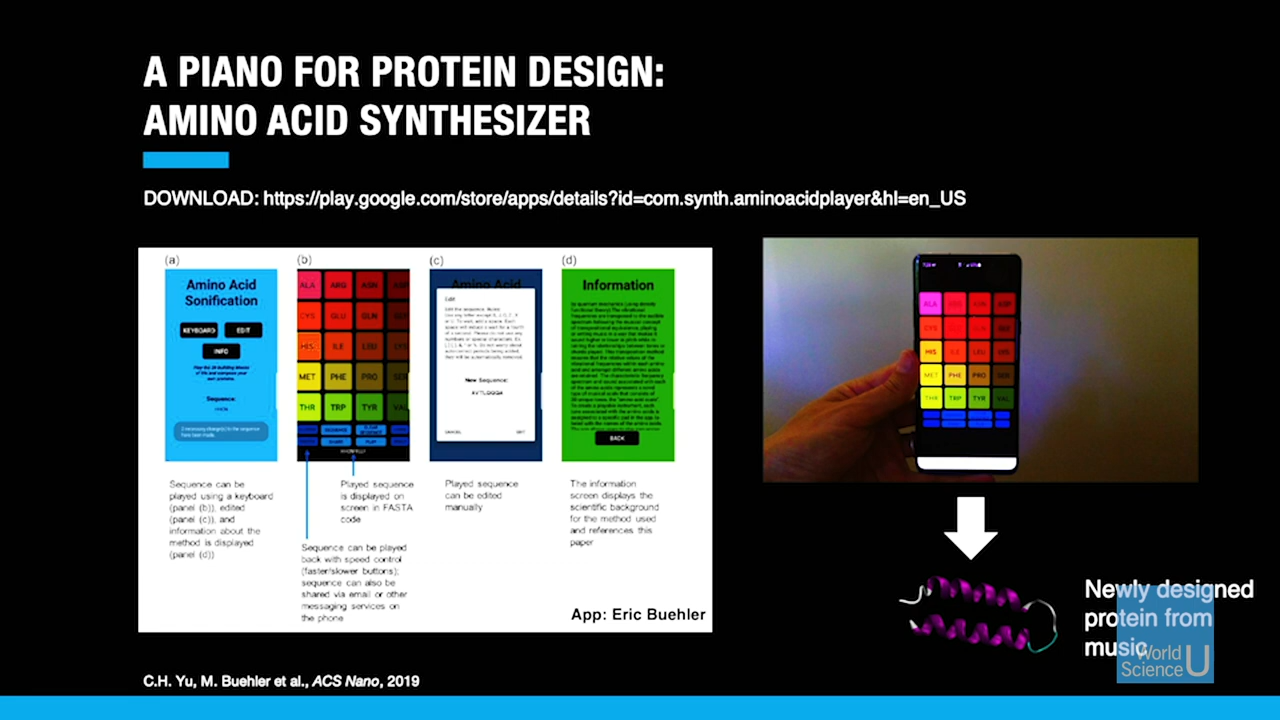 A PIANO FOR PROTEIN DESIGN:
AMINO ACID SYNTHESIZER
DOWNLOAD: https://play.google.com/store/apps/details?id=com.synth.aminoacidplayer&hl=en_US
(a)
Amino Acid
Sonification
KEYBOARD EDIT
INFO
Sequence:
Sequence can be
played using a keyboard
(panel (b)), edited
(panel (c)), and
information about the
method is displayed
(panel (d))
(b)
ALA ARG ASN ASP
CYS GLU GLN
HIS ILE LEU
MET PHE PRO SER
THR TRP TYR VAL
Played sequence
is displayed on
screen in FASTA
code
Sequence can be played
back with speed control
(faster/slower buttons);
sequence can also be
shared via email or other
messaging services on
the phone
(c)
Amino Acid
Edit
New Sequence:
CANCEL
Played sequence
can be edited
manually
(d)
Information
BACK
The information
screen displays the
scientific background
for the method used
and references this
paper
App: Eric Buehler
ALA ARG ASN ASP
CYS GLU GLN
HIS ILE LEU
MET PHE PRO SER
THR TRP TYR VAL
Newly designed
protein from
music
World
Science U
C.H. Yu, M. Buehler et al., ACS Nano, 2019